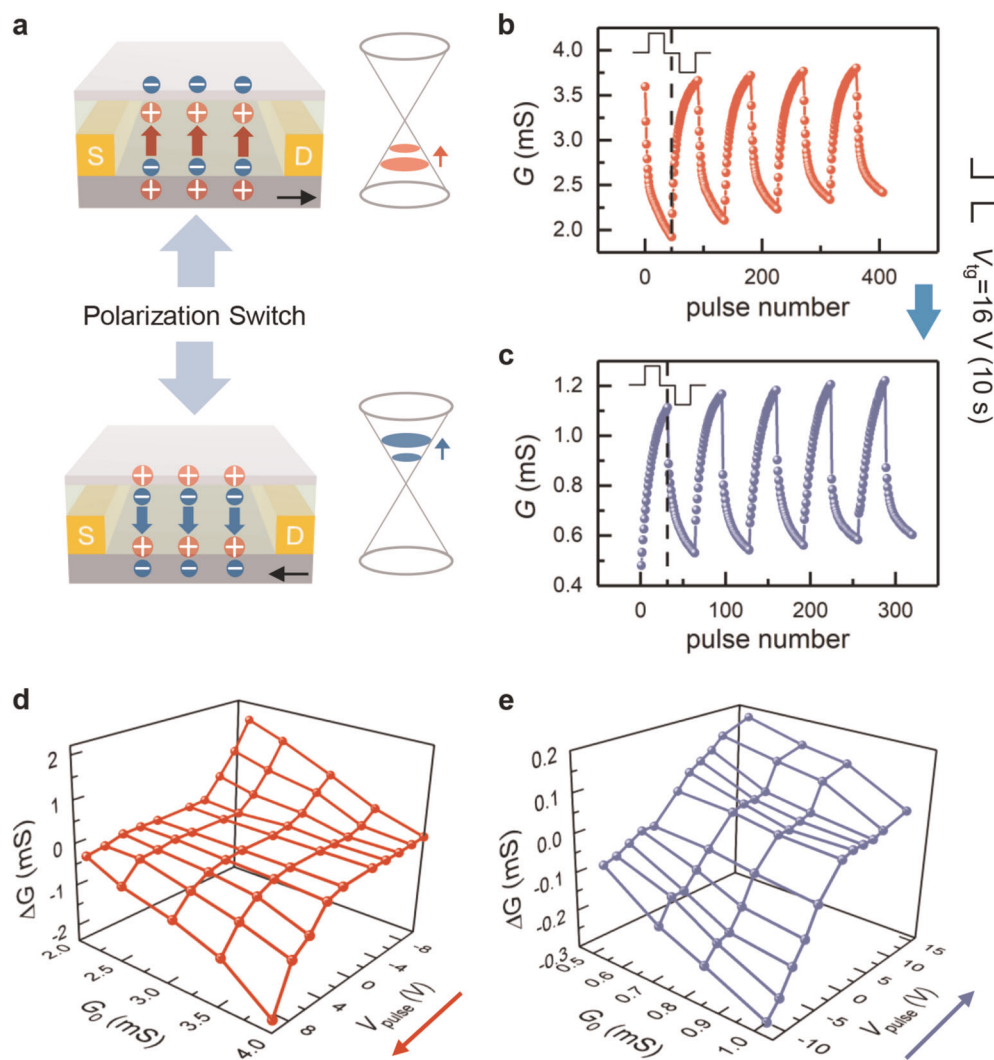 a
− − −
+ + +
S D
− − −
+ + +
Polarization Switch
+ + +
− − −
S D
+ + +
− − −
b
4.0
3.5
3.0
2.5
2.0
G (mS)
0 200 400
pulse number
V_tg=16 V (10 s)
c
1.2
1.0
0.8
0.6
0.4
G (mS)
0 100 200 300
pulse number
d
2
1
0
-1
-2
ΔG (mS)
2.0 2.5 3.0 3.5 4.0
G₀ (mS)
8 4 0 -4 -8
V_pulse (V)
e
0.2
0.1
0.0
-0.1
-0.2
-0.3
ΔG (mS)
0.5 0.6 0.7 0.8 0.9 1.0
G₀ (mS)
-10 -5 0 5 10 15
V_pulse (V)